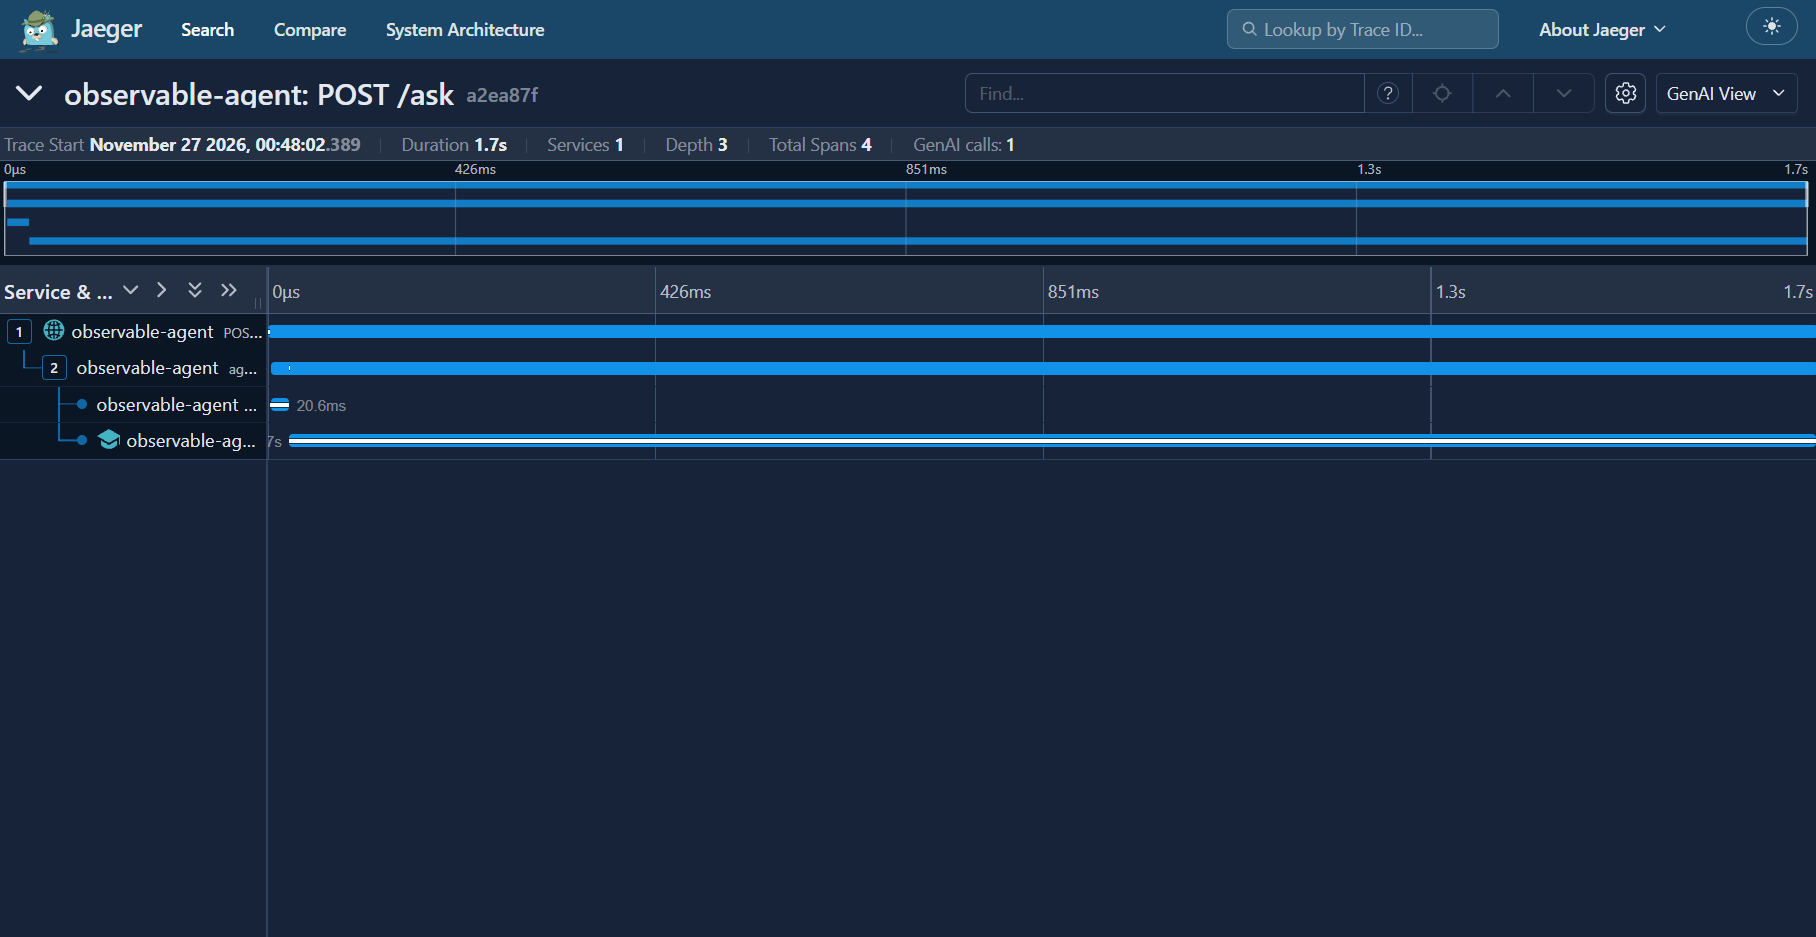 Jaeger Search Compare System Architecture Lookup by Trace ID... About Jaeger
observable-agent: POST /ask a2ea87f Find... ? GenAI View
Trace Start November 27 2026, 00:48:02.389 Duration 1.7s Services 1 Depth 3 Total Spans 4 GenAI calls: 1
0μs 426ms 851ms 1.3s 1.7s
Service & ... 0μs 426ms 851ms 1.3s 1.7s
1 observable-agent POS...
2 observable-agent ag...
observable-agent ... 20.6ms
observable-ag... 7s